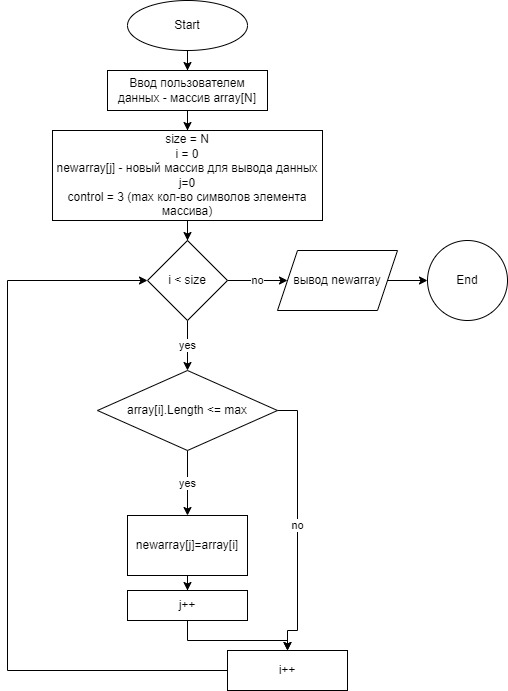 Start
Ввод пользователем
данных - массив array[N]
size = N
i = 0
newarray[j] - новый массив для вывода данных
j=0
control = 3 (max кол-во символов элемента
массива)
i < size
no
вывод newarray
End
yes
array[i].Length <= max
yes
no
newarray[j]=array[i]
j++
i++